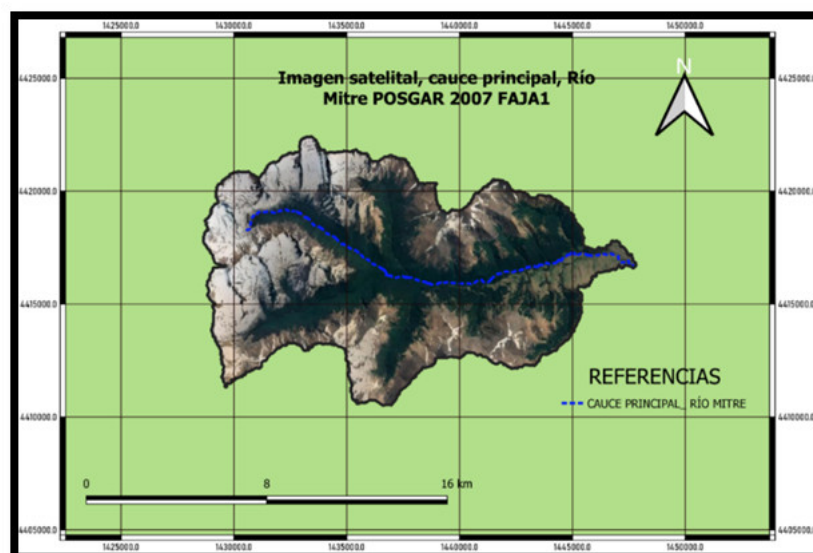 1425000.0 1430000.0 1435000.0 1440000.0 1445000.0 1450000.0
4425000.0 4425000.0
N
Imagen satelital, cauce principal, Río
Mitre POSGAR 2007 FAJA1
4420000.0 4420000.0
4415000.0 4415000.0
REFERENCIAS
CAUCE PRINCIPAL_ RÍO MITRE
4410000.0 4410000.0
0 8 16 km
4405000.0 4405000.0
1425000.0 1430000.0 1435000.0 1440000.0 1445000.0 1450000.0